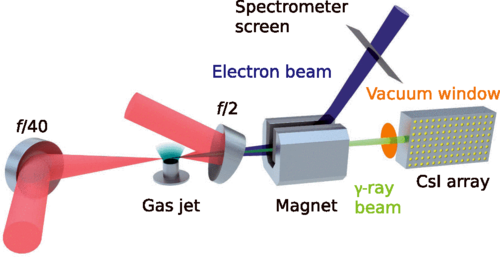 Spectrometer
screen
Electron beam
Vacuum window
f/2
f/40
Gas jet
Magnet
γ-ray
beam
CsI array